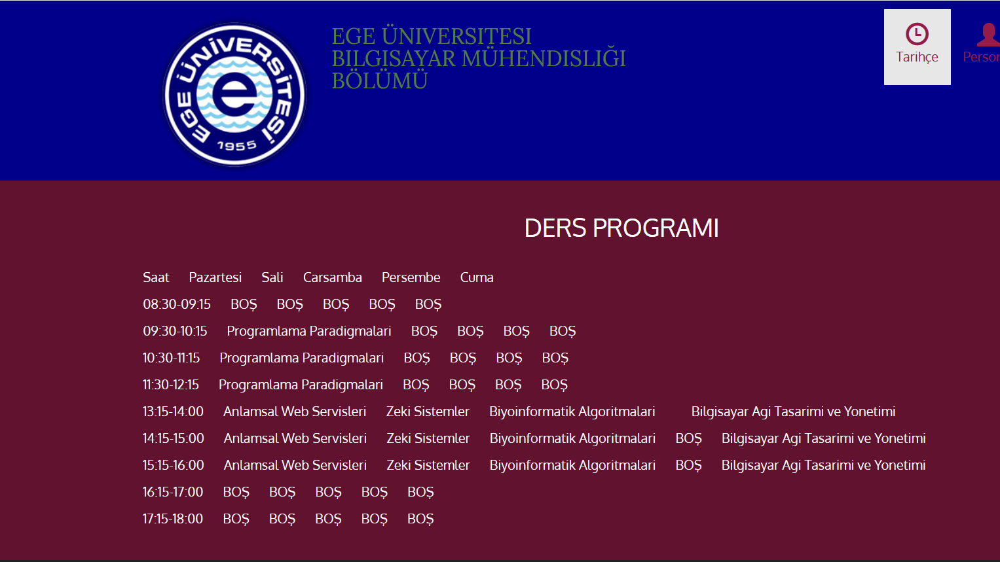 EGE ÜNİVERSİTESİ
1955
EGE ÜNIVERSITESI
BILGISAYAR MÜHENDISLIĞI
BÖLÜMÜ
Tarihçe
Person
DERS PROGRAMI
Saat Pazartesi Sali Carsamba Persembe Cuma
08:30-09:15 BOŞ BOŞ BOŞ BOŞ BOŞ
09:30-10:15 Programlama Paradigmalari BOŞ BOŞ BOŞ BOŞ
10:30-11:15 Programlama Paradigmalari BOŞ BOŞ BOŞ BOŞ
11:30-12:15 Programlama Paradigmalari BOŞ BOŞ BOŞ BOŞ
13:15-14:00 Anlamsal Web Servisleri Zeki Sistemler Biyoinformatik Algoritmalari Bilgisayar Agi Tasarimi ve Yonetimi
14:15-15:00 Anlamsal Web Servisleri Zeki Sistemler Biyoinformatik Algoritmalari BOŞ Bilgisayar Agi Tasarimi ve Yonetimi
15:15-16:00 Anlamsal Web Servisleri Zeki Sistemler Biyoinformatik Algoritmalari BOŞ Bilgisayar Agi Tasarimi ve Yonetimi
16:15-17:00 BOŞ BOŞ BOŞ BOŞ BOŞ
17:15-18:00 BOŞ BOŞ BOŞ BOŞ BOŞ